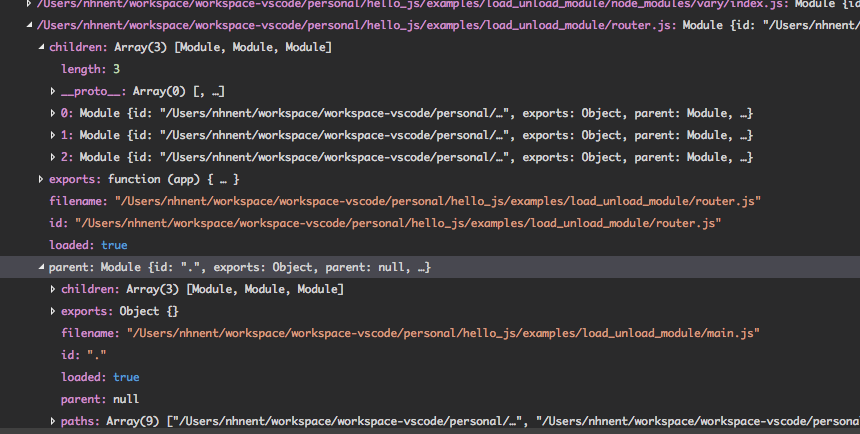 /Users/nhnent/workspace/workspace-vscode/personal/hello_js/examples/load_unload_module/node_modules/vary/index.js: Module {id
/Users/nhnent/workspace/workspace-vscode/personal/hello_js/examples/load_unload_module/router.js: Module {id: "/Users/nhnent/
children: Array(3) [Module, Module, Module]
length: 3
__proto__: Array(0) [, …]
0: Module {id: "/Users/nhnent/workspace/workspace-vscode/personal/…", exports: Object, parent: Module, …}
1: Module {id: "/Users/nhnent/workspace/workspace-vscode/personal/…", exports: Object, parent: Module, …}
2: Module {id: "/Users/nhnent/workspace/workspace-vscode/personal/…", exports: Object, parent: Module, …}
exports: function (app) { … }
filename: "/Users/nhnent/workspace/workspace-vscode/personal/hello_js/examples/load_unload_module/router.js"
id: "/Users/nhnent/workspace/workspace-vscode/personal/hello_js/examples/load_unload_module/router.js"
loaded: true
parent: Module {id: ".", exports: Object, parent: null, …}
children: Array(3) [Module, Module, Module]
exports: Object {}
filename: "/Users/nhnent/workspace/workspace-vscode/personal/hello_js/examples/load_unload_module/main.js"
id: "."
loaded: true
parent: null
paths: Array(9) ["/Users/nhnent/workspace/workspace-vscode/personal/…", "/Users/nhnent/workspace/workspace-vscode/persona